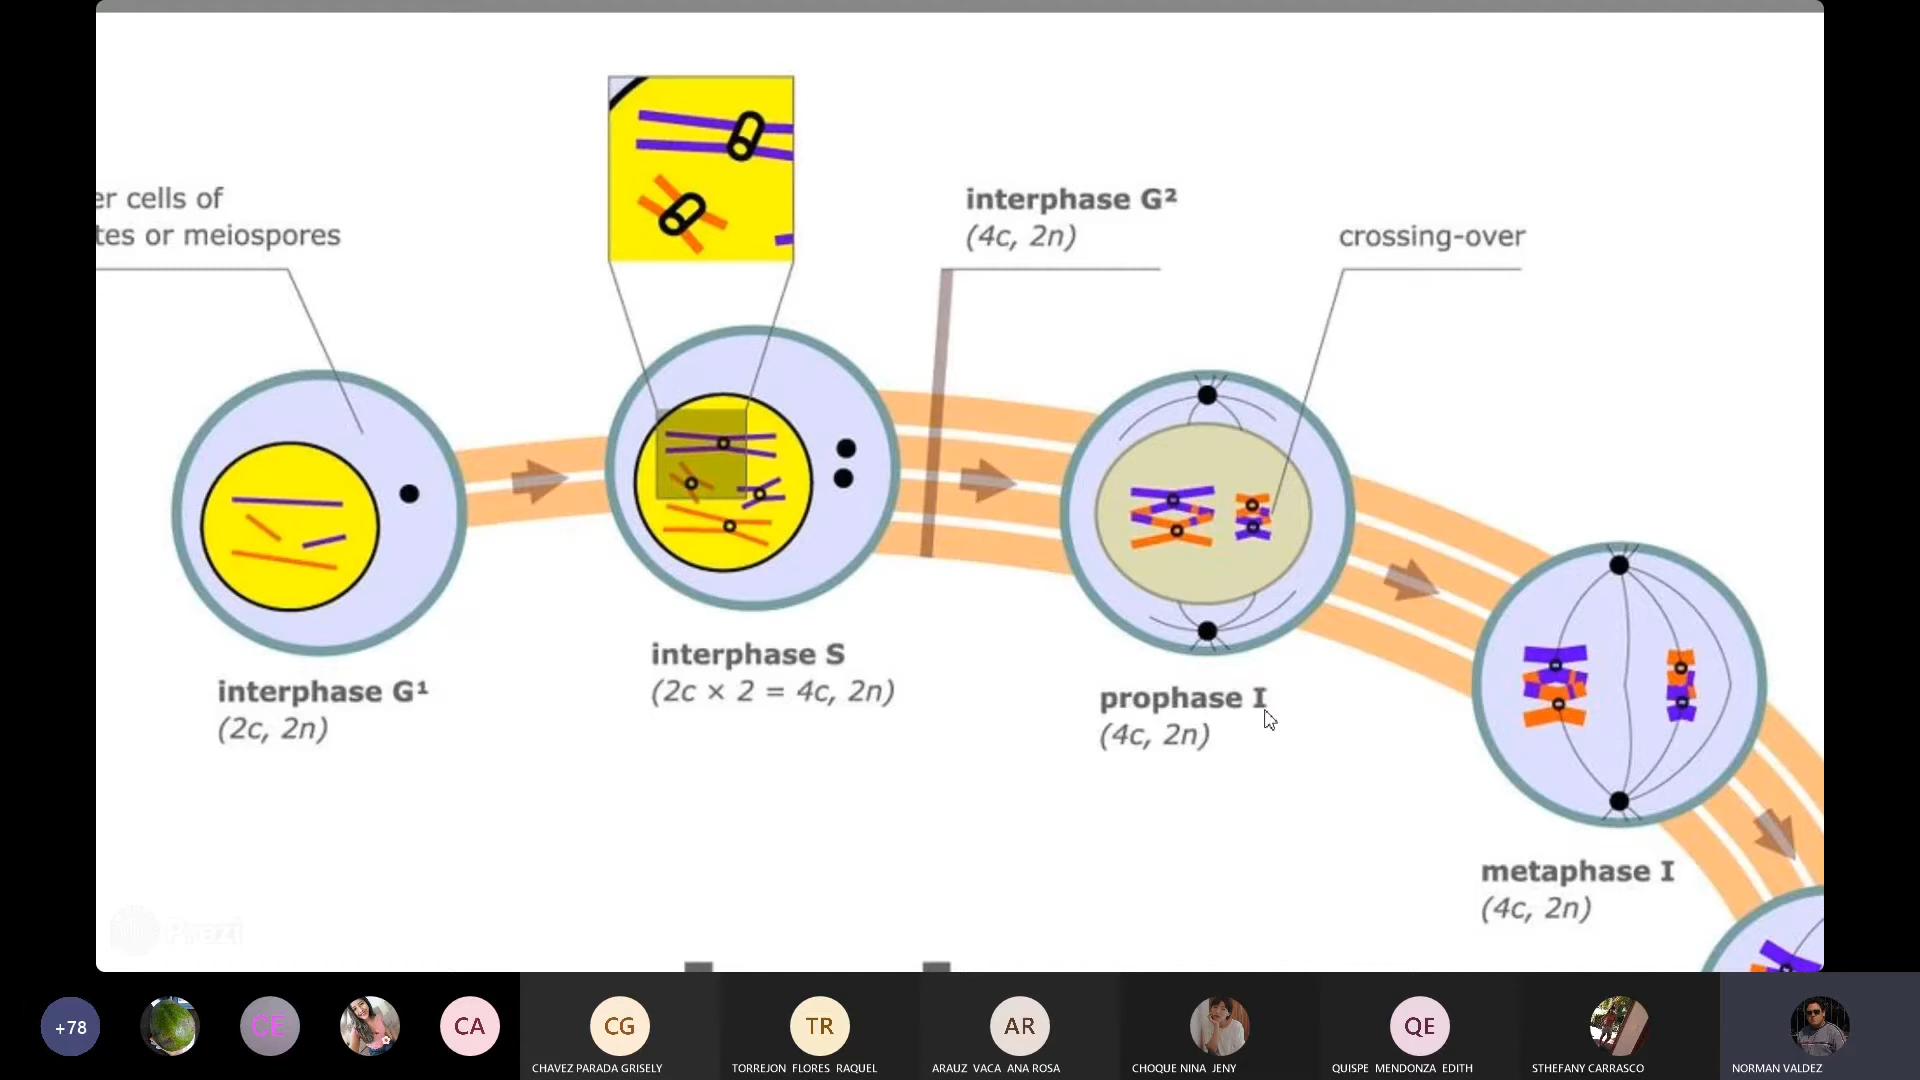 er cells of
tes or meiospores
interphase G²
(4c, 2n)
crossing-over
interphase G¹
(2c, 2n)
interphase S
(2c × 2 = 4c, 2n)
prophase I
(4c, 2n)
metaphase I
(4c, 2n)
Prezi
+78
CE
CA
CG
CHAVEZ PARADA GRISELY
TR
TORREJON FLORES RAQUEL
AR
ARAUZ VACA ANA ROSA
CHOQUE NINA JENY
QE
QUISPE MENDONZA EDITH
STHEFANY CARRASCO
NORMAN VALDEZ